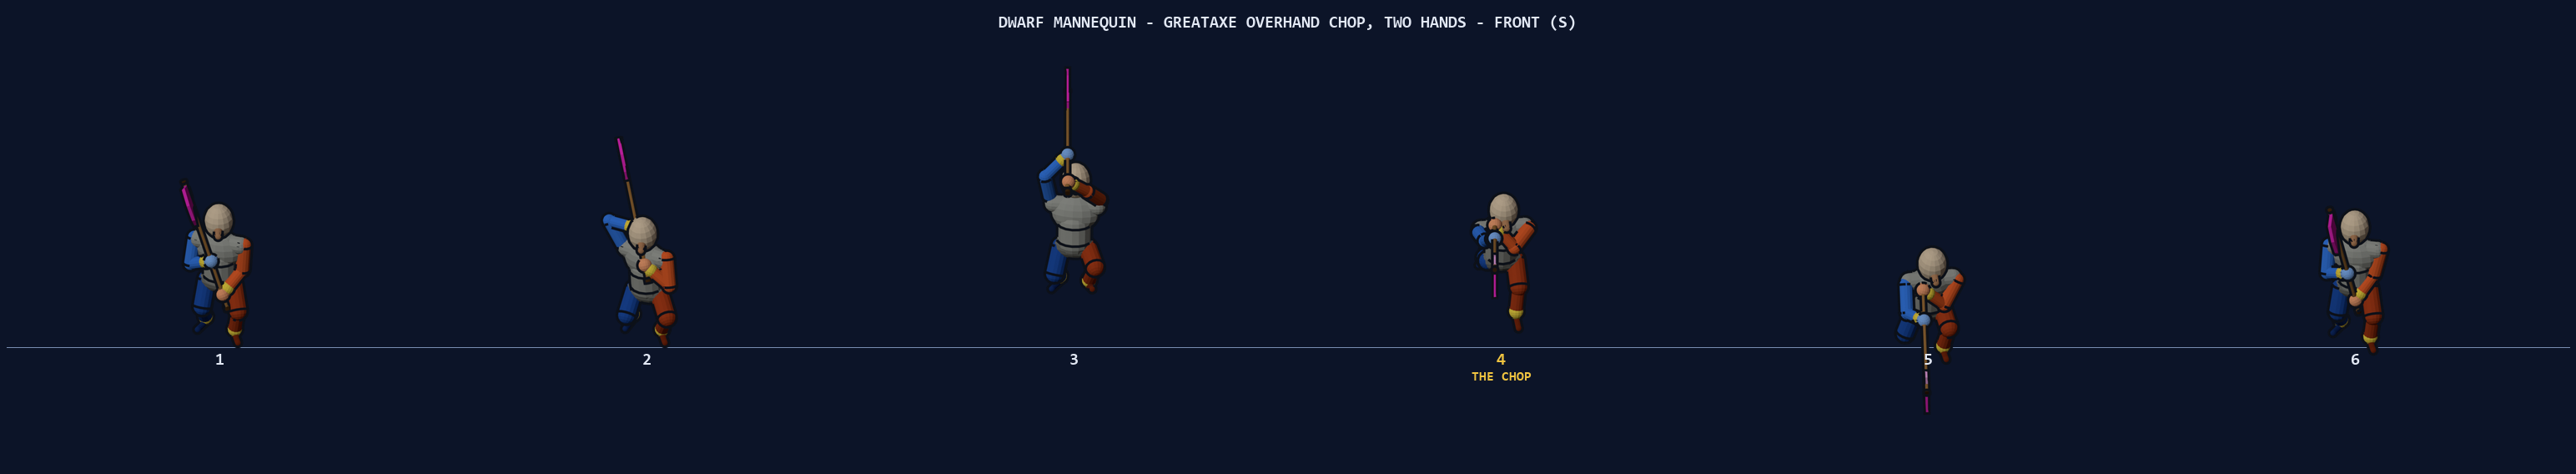 DWARF MANNEQUIN - GREATAXE OVERHAND CHOP, TWO HANDS - FRONT (S)
1 2 3 4 5 6
THE CHOP